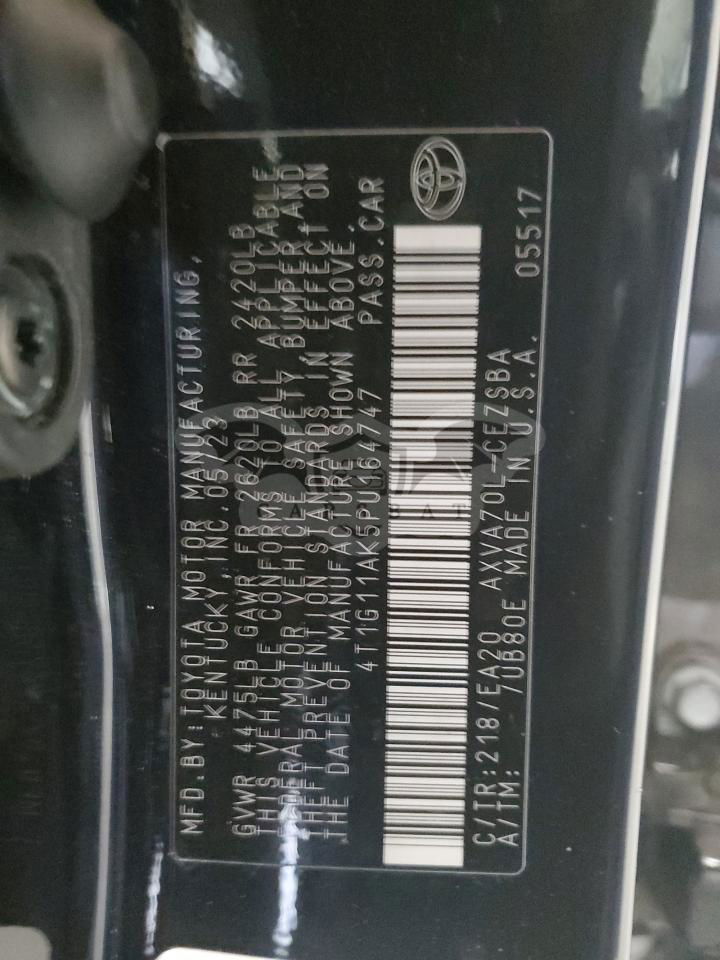 MFD.BY:TOYOTA MOTOR MANUFACTURING,
KENTUCKY, INC.05/23
GVWR 4475LB GAWR FR 2620LB RR 2420LB
THIS VEHICLE CONFORMS TO ALL APPLICABLE
FEDERAL MOTOR VEHICLE SAFETY, BUMPER AND
THEFT PREVENTION STANDARDS IN EFFECT ON
THE DATE OF MANUFACTURE SHOWN ABOVE.
4T1G11AK5PU164747 PASS.CAR
C/TR:218/EA20 AXVA70L-CEZSBA
A/TM: /UB80E MADE IN U.S.A. 05517